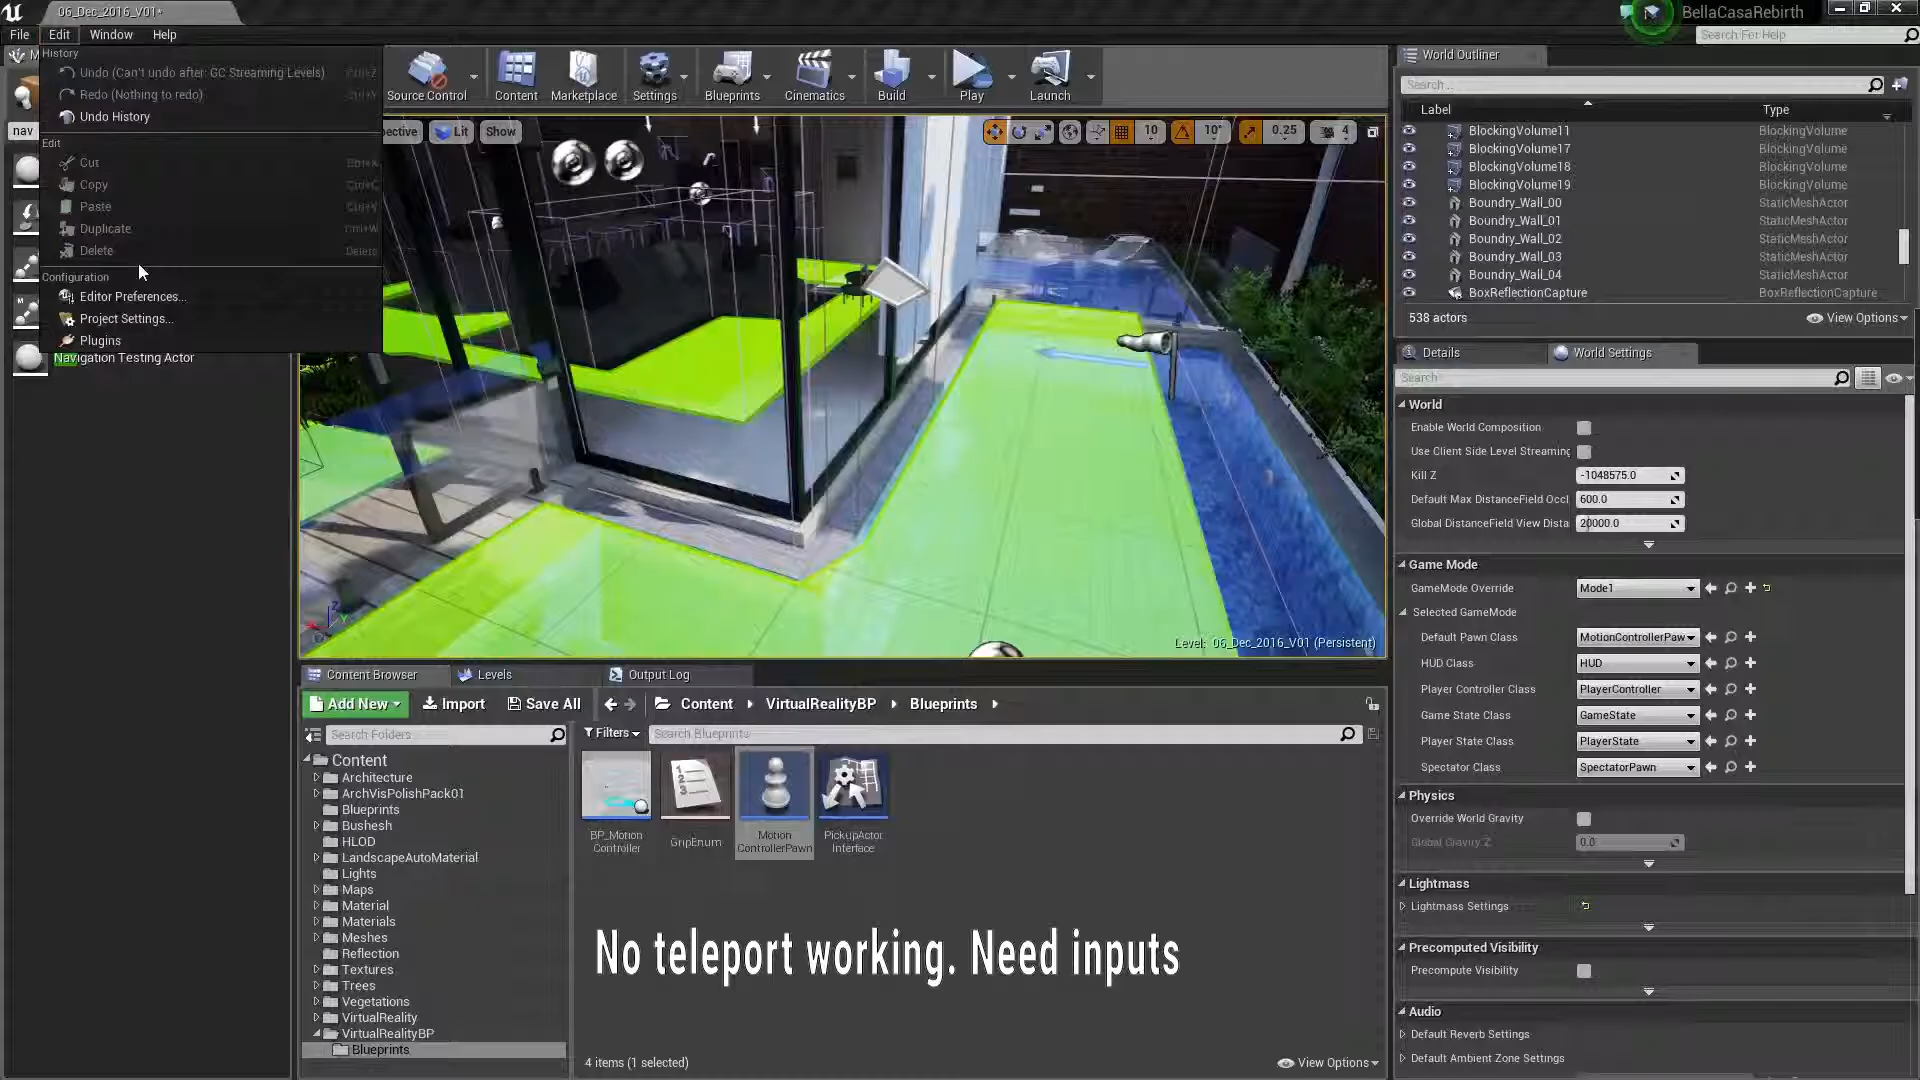 06_Dec_2016_V01*
BellaCasaRebirth
File Edit Window Help
Search For Help
History
Undo (Can't undo after: GC Streaming Levels) Ctrl+Z
Redo (Nothing to redo) Ctrl+Y
Undo History
Edit
Cut Ctrl+X
Copy Ctrl+C
Paste Ctrl+V
Duplicate Ctrl+W
Delete Delete
Configuration
Editor Preferences...
Project Settings...
Plugins
nav
Navigation Testing Actor
Source Control
Content
Marketplace
Settings
Blueprints
Cinematics
Build
Play
Launch
pective
Lit
Show
10
10°
0.25
4
Level: 06_Dec_2016_V01 (Persistent)
World Outliner
Search...
Label Type
BlockingVolume11 BlockingVolume
BlockingVolume17 BlockingVolume
BlockingVolume18 BlockingVolume
BlockingVolume19 BlockingVolume
Boundry_Wall_00 StaticMeshActor
Boundry_Wall_01 StaticMeshActor
Boundry_Wall_02 StaticMeshActor
Boundry_Wall_03 StaticMeshActor
Boundry_Wall_04 StaticMeshActor
BoxReflectionCapture BoxReflectionCapture
538 actors
View Options
Details
World Settings
Search
World
Enable World Composition
Use Client Side Level Streaming
Kill Z -1048575.0
Default Max DistanceField Occl 600.0
Global DistanceField View Dista 20000.0
Game Mode
GameMode Override Mode1
Selected GameMode
Default Pawn Class MotionControllerPaw
HUD Class HUD
Player Controller Class PlayerController
Game State Class GameState
Player State Class PlayerState
Spectator Class SpectatorPawn
Physics
Override World Gravity
Global Gravity Z 0.0
Lightmass
Lightmass Settings
Precomputed Visibility
Precompute Visibility
Audio
Default Reverb Settings
Default Ambient Zone Settings
Content Browser
Levels
Output Log
Add New
Import
Save All
Content
VirtualRealityBP
Blueprints
Search Folders
Filters
Search Blueprints
Content
Architecture
ArchVisPolishPack01
Blueprints
Bushesh
HLOD
LandscapeAutoMaterial
Lights
Maps
Material
Materials
Meshes
Reflection
Textures
Trees
Vegetations
VirtualReality
VirtualRealityBP
Blueprints
BP_Motion
Controller
GripEnum
Motion
ControllerPawn
PickupActor
Interface
No teleport working. Need inputs
4 items (1 selected)
View Options